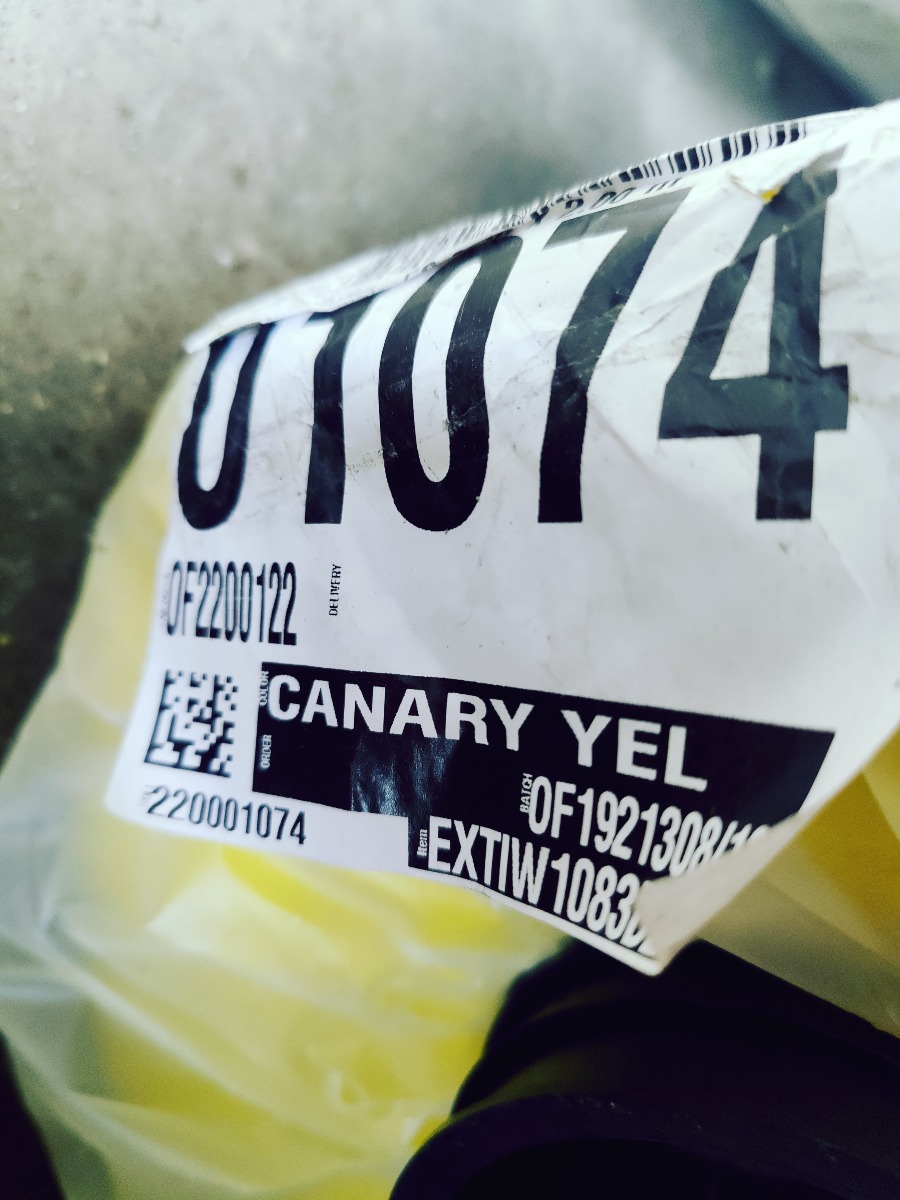 01074
OF2200122
DELIVERY
COLOR
CANARY YEL
ORDER
BATCH
OF1921308/1
220001074
Item
EXTIW1083